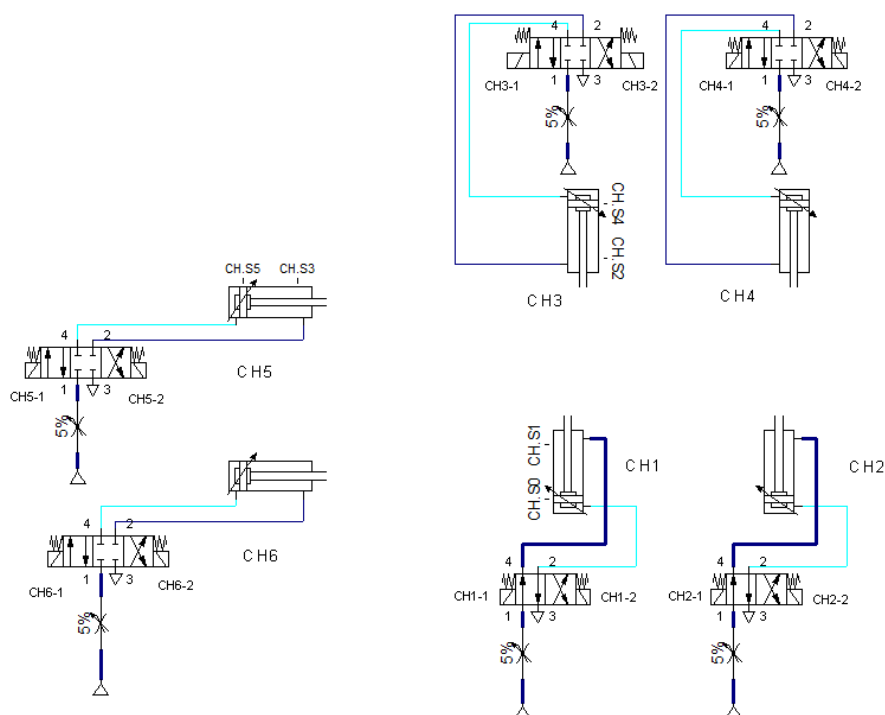 4 2 4 2
CH3-1 1 3 CH3-2 CH4-1 1 3 CH4-2
5% 5%
CH.S4
CH.S2
CH3 CH4
CH.S5 CH.S3
4 2
CH5
CH5-1 1 3 CH5-2
5%
CH.S1
CH.S0
CH1 CH2
4 2
CH6
CH6-1 1 3 CH6-2
5%
4 2 4 2
CH1-1 CH1-2 CH2-1 CH2-2
1 3 1 3
5% 5%